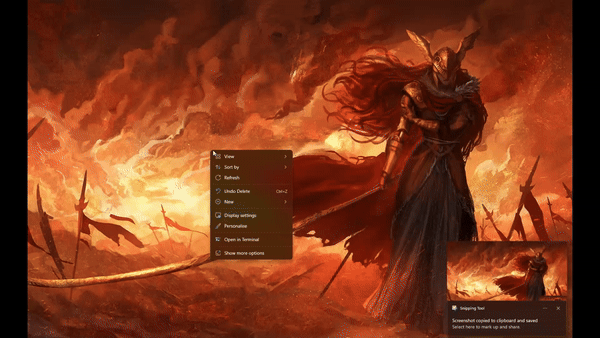 View
Sort by
Refresh
Undo Delete Ctrl+Z
New
Display settings
Personalise
Open in Terminal
Show more options
Snipping Tool
Screenshot copied to clipboard and saved
Select here to mark up and share